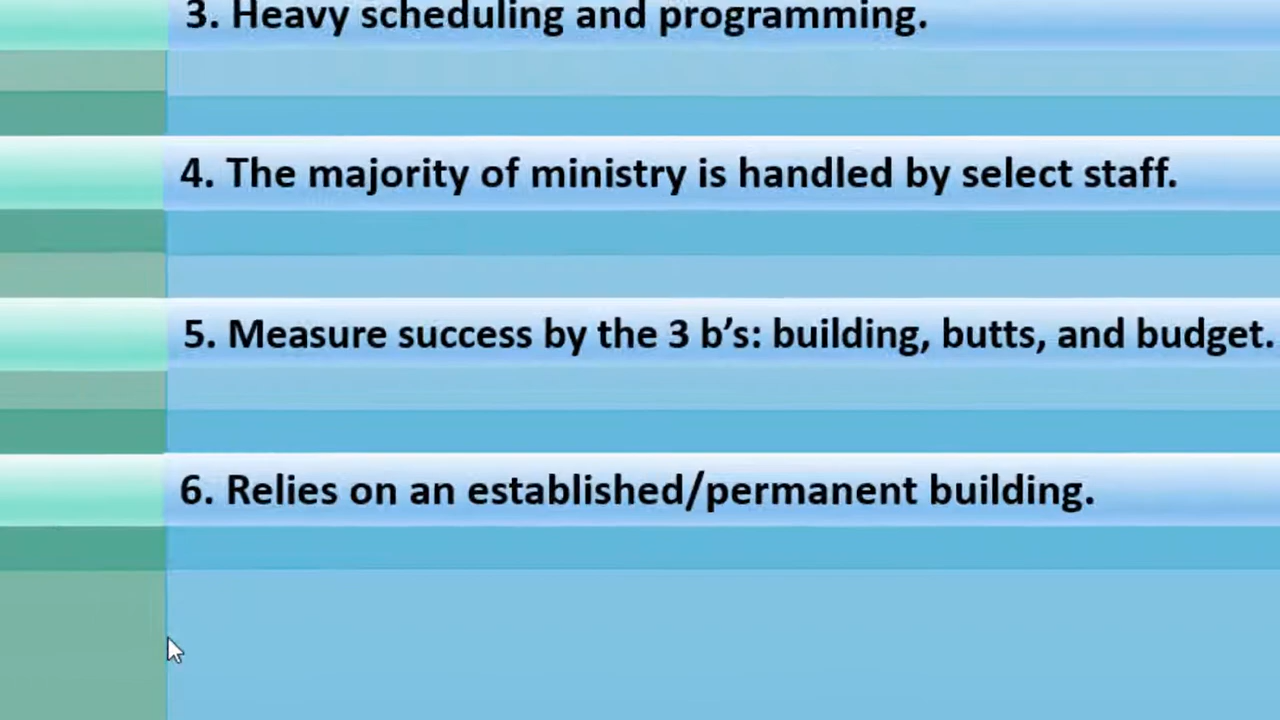 3. Heavy scheduling and programming.
4. The majority of ministry is handled by select staff.
5. Measure success by the 3 b’s: building, butts, and budget.
6. Relies on an established/permanent building.